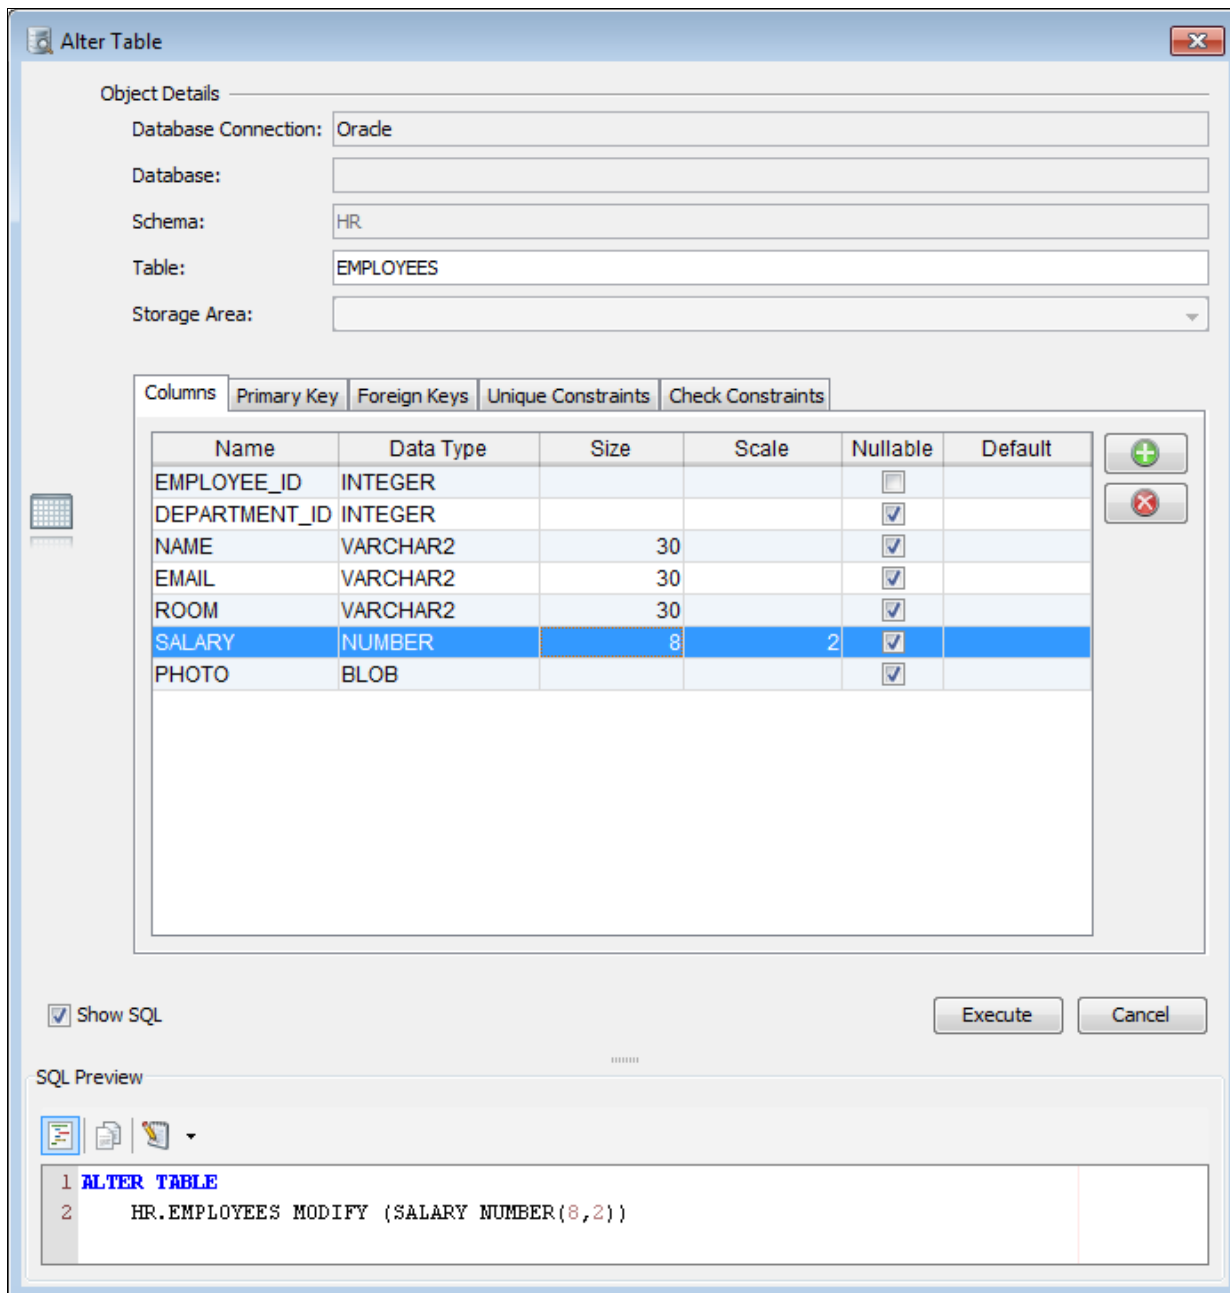 Alter Table
Object Details
Database Connection: Oracle
Database:
Schema: HR
Table: EMPLOYEES
Storage Area:
Columns Primary Key Foreign Keys Unique Constraints Check Constraints
Name Data Type Size Scale Nullable Default
EMPLOYEE_ID INTEGER
DEPARTMENT_ID INTEGER
NAME VARCHAR2 30
EMAIL VARCHAR2 30
ROOM VARCHAR2 30
SALARY NUMBER 8 2
PHOTO BLOB
Show SQL Execute Cancel
SQL Preview
1 ALTER TABLE
2 HR.EMPLOYEES MODIFY (SALARY NUMBER(8,2))